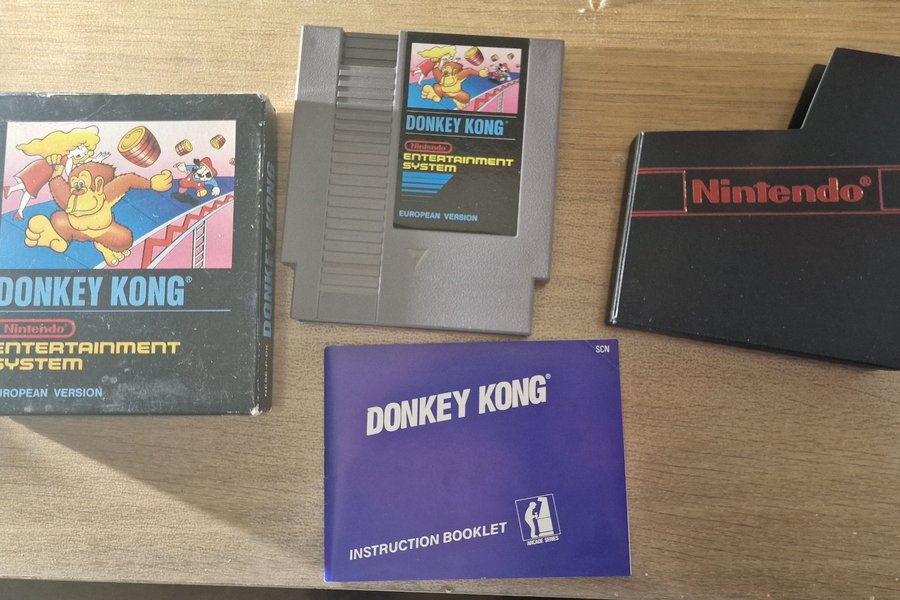 DONKEY KONG®
Nintendo®
ENTERTAINMENT
SYSTEM
EUROPEAN VERSION
DONKEY KONG
DONKEY KONG®
Nintendo®
ENTERTAINMENT
SYSTEM
EUROPEAN VERSION
Nintendo®
SCN
DONKEY KONG®
INSTRUCTION BOOKLET
ARCADE SERIES